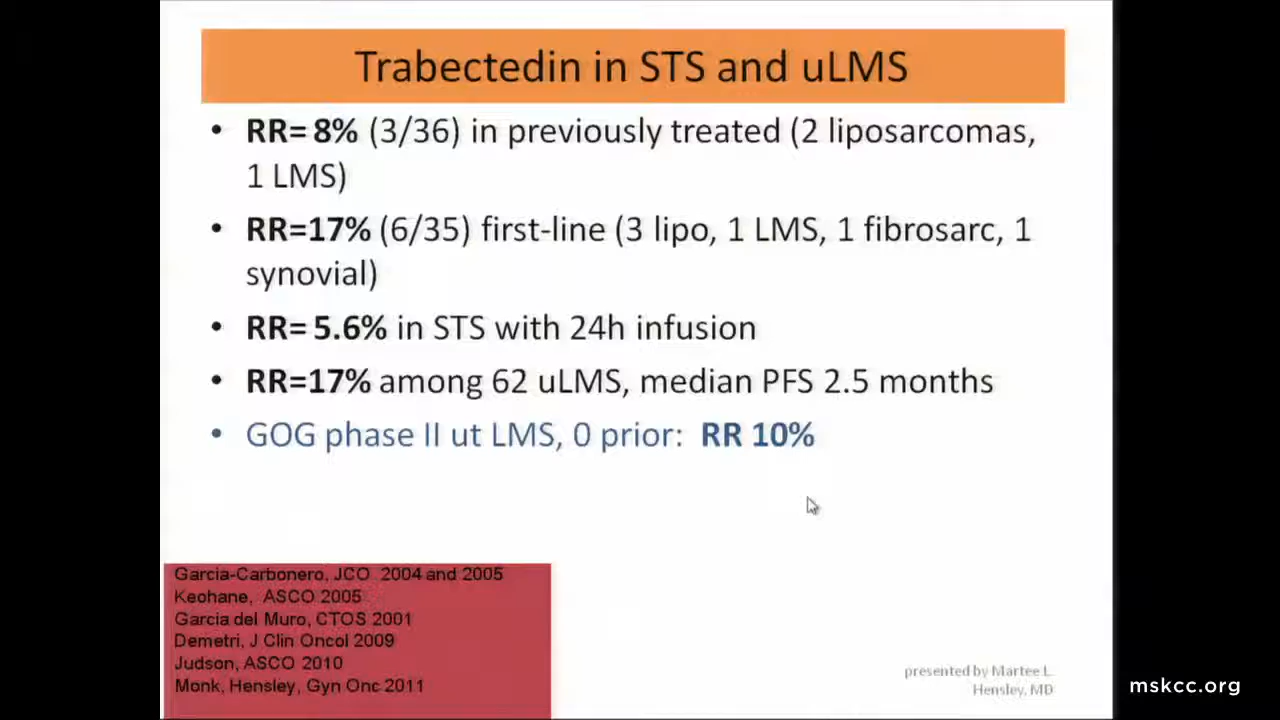 Trabectedin in STS and uLMS
• RR= 8% (3/36) in previously treated (2 liposarcomas,
1 LMS)
• RR=17% (6/35) first-line (3 lipo, 1 LMS, 1 fibrosarc, 1
synovial)
• RR= 5.6% in STS with 24h infusion
• RR=17% among 62 uLMS, median PFS 2.5 months
• GOG phase II ut LMS, 0 prior: RR 10%
Garcia-Carbonero, JCO 2004 and 2005
Keohane, ASCO 2005
Garcia del Muro, CTOS 2001
Demetri, J Clin Oncol 2009
Judson, ASCO 2010
Monk, Hensley, Gyn Onc 2011
presented by Martee L.
Hensley, MD
mskcc.org